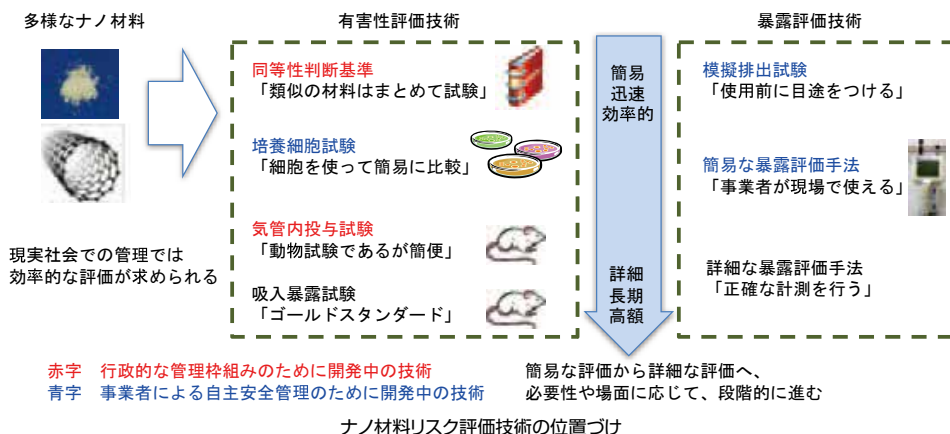 多様なナノ材料
現実社会での管理では
効率的な評価が求められる
有害性評価技術
同等性判断基準
「類似の材料はまとめて試験」
培養細胞試験
「細胞を使って簡易に比較」
気管内投与試験
「動物試験であるが簡便」
吸入暴露試験
「ゴールドスタンダード」
簡易
迅速
効率的
詳細
長期
高額
暴露評価技術
模擬排出試験
「使用前に目途をつける」
簡易な暴露評価手法
「事業者が現場で使える」
詳細な暴露評価手法
「正確な計測を行う」
赤字 行政的な管理枠組みのために開発中の技術
青字 事業者による自主安全管理のために開発中の技術
簡易な評価から詳細な評価へ、
必要性や場面に応じて、段階的に進む
ナノ材料リスク評価技術の位置づけ